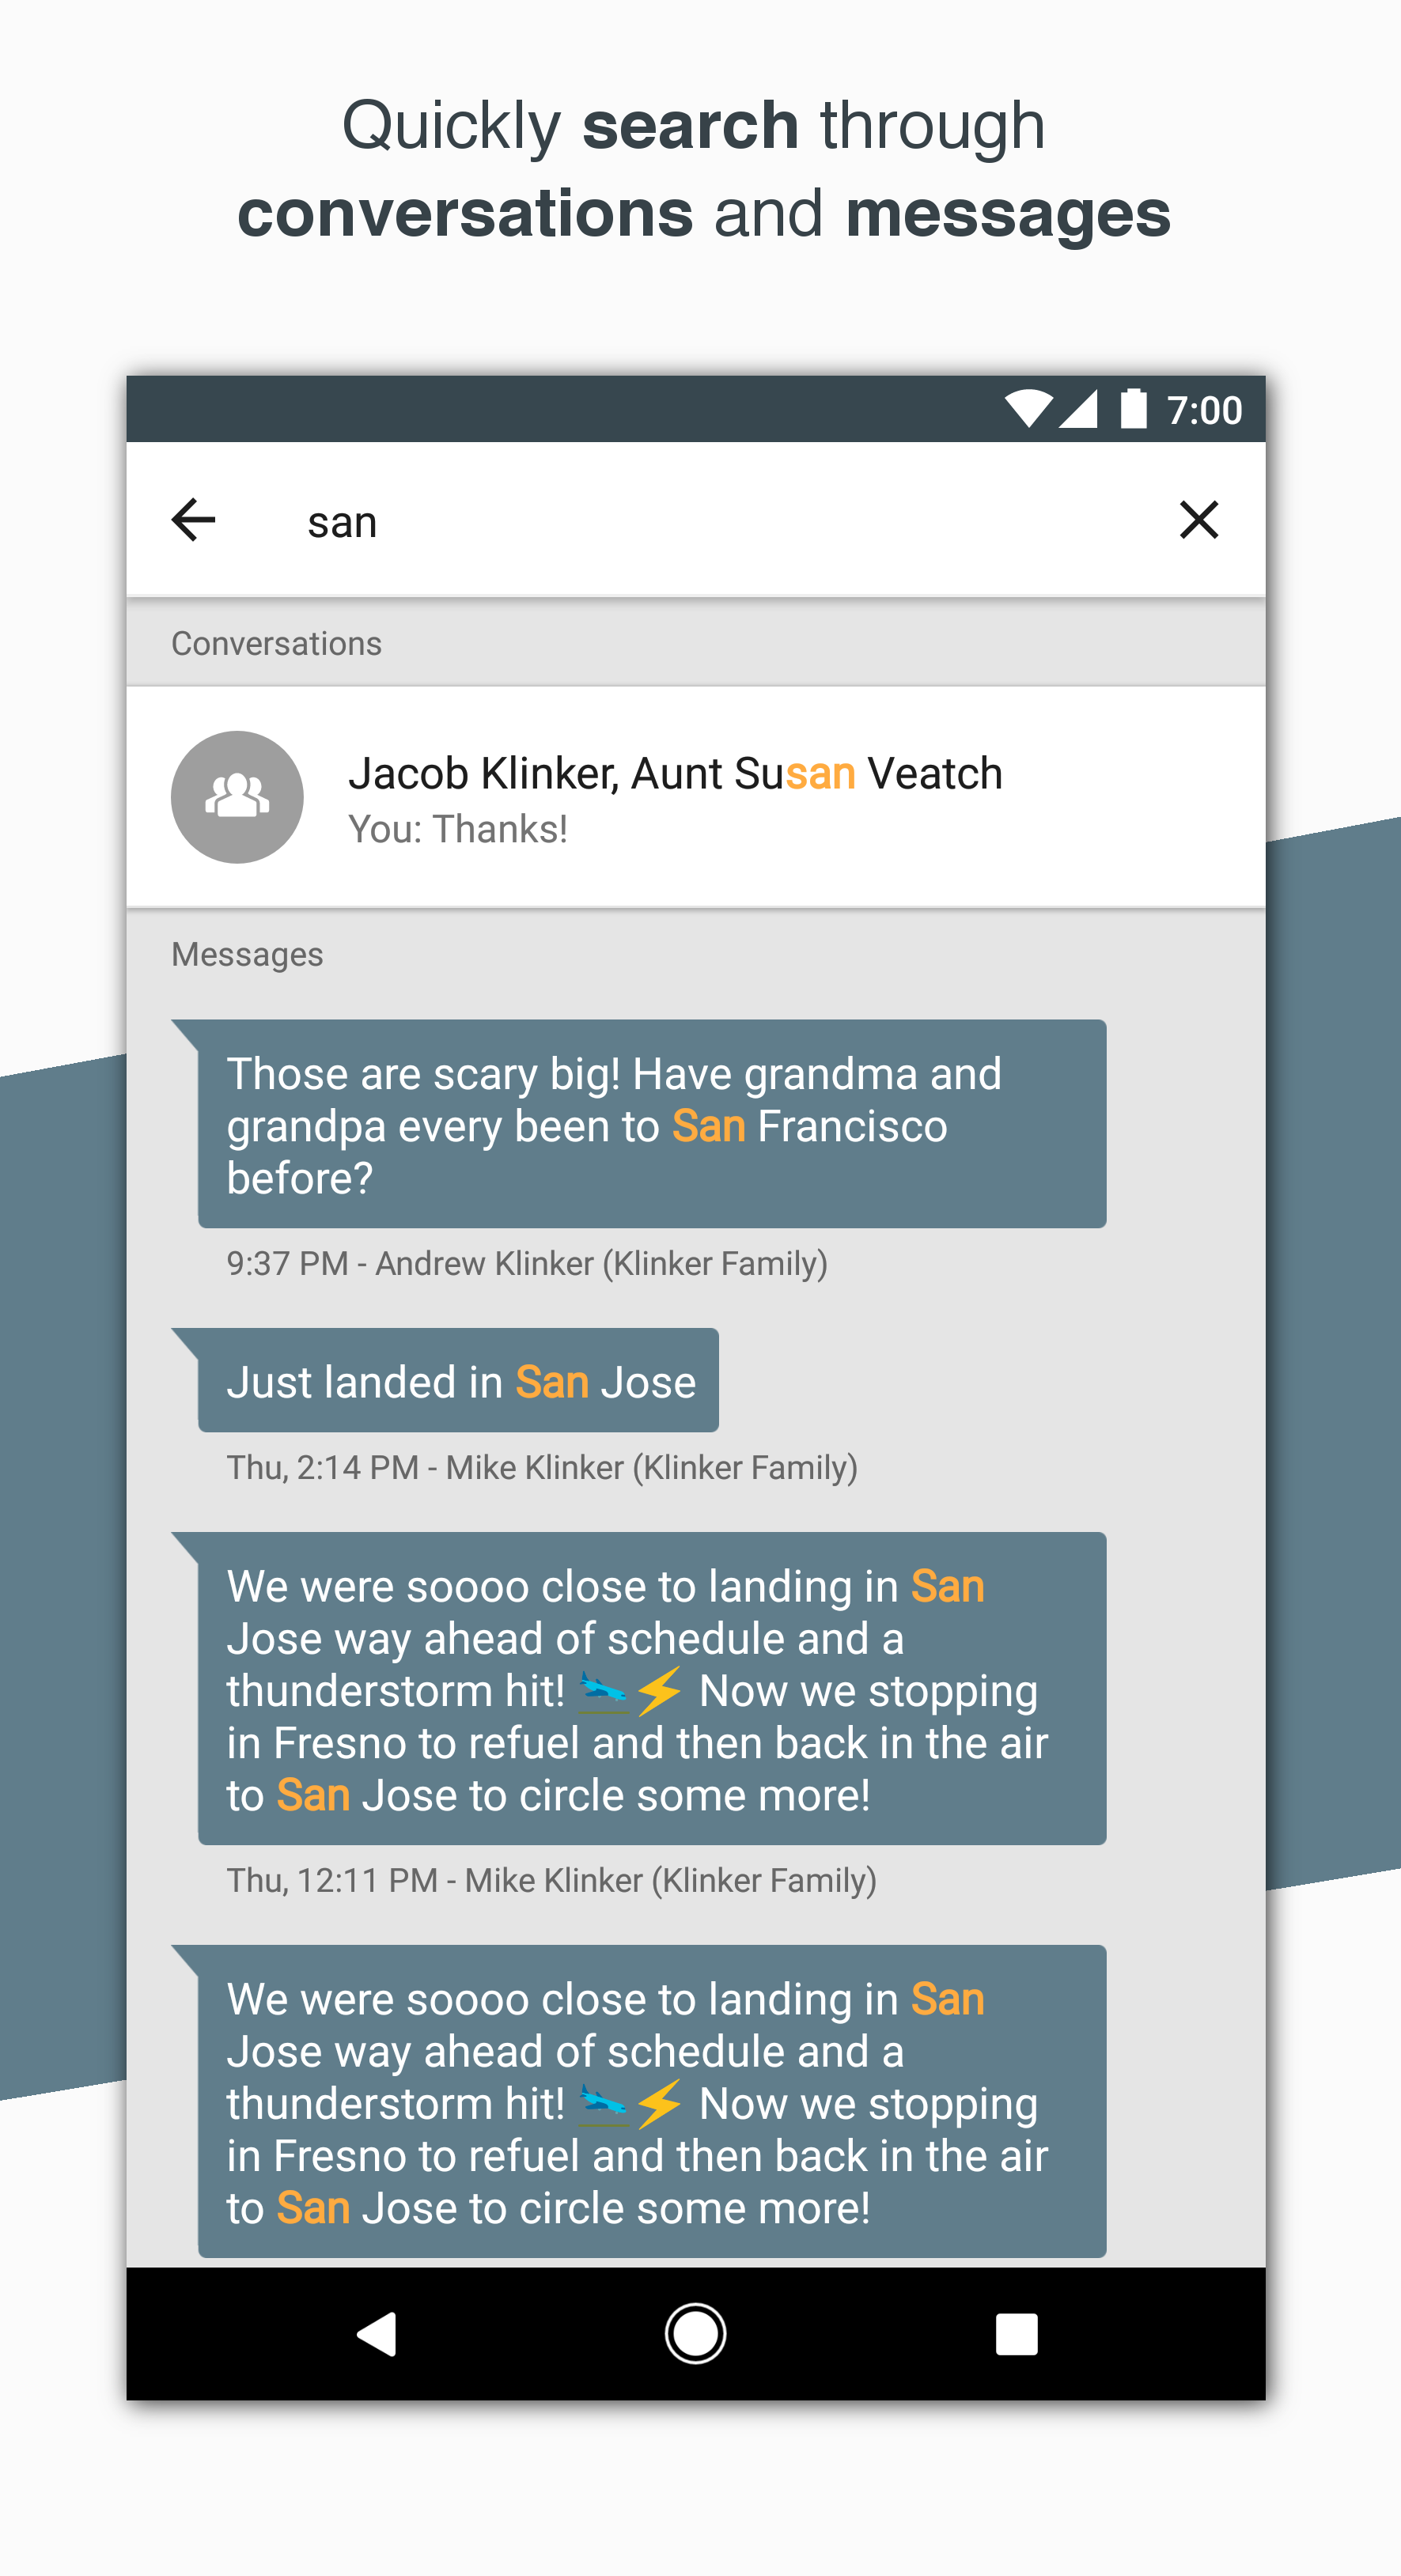 Quickly search through
conversations and messages
7:00
san
Conversations
Jacob Klinker, Aunt Susan Veatch
You: Thanks!
Messages
Those are scary big! Have grandma and
grandpa every been to San Francisco
before?
9:37 PM - Andrew Klinker (Klinker Family)
Just landed in San Jose
Thu, 2:14 PM - Mike Klinker (Klinker Family)
We were soooo close to landing in San
Jose way ahead of schedule and a
thunderstorm hit! 🛬⚡ Now we stopping
in Fresno to refuel and then back in the air
to San Jose to circle some more!
Thu, 12:11 PM - Mike Klinker (Klinker Family)
We were soooo close to landing in San
Jose way ahead of schedule and a
thunderstorm hit! 🛬⚡ Now we stopping
in Fresno to refuel and then back in the air
to San Jose to circle some more!